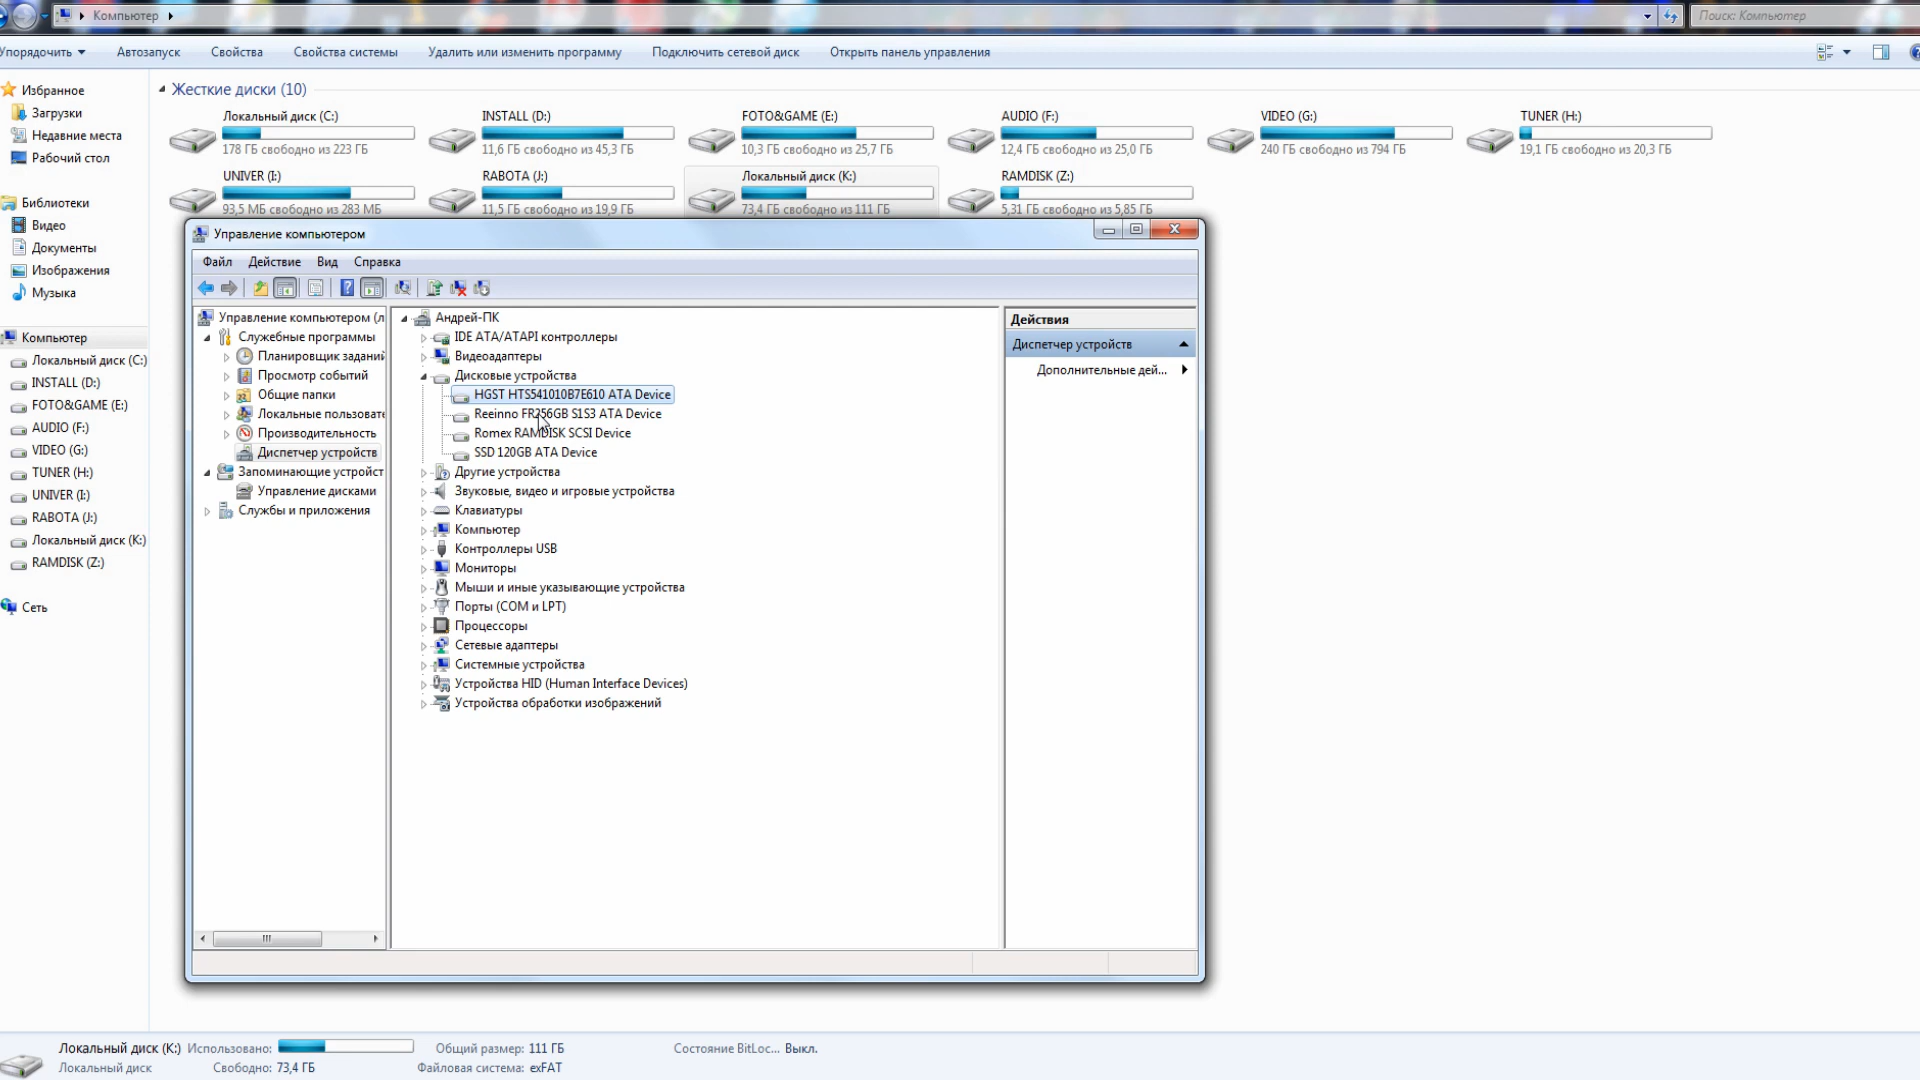 Компьютер
Поиск: Компьютер
Упорядочить
Автозапуск
Свойства
Свойства системы
Удалить или изменить программу
Подключить сетевой диск
Открыть панель управления
Избранное
Загрузки
Недавние места
Рабочий стол
Библиотеки
Видео
Документы
Изображения
Музыка
Компьютер
Локальный диск (C:)
INSTALL (D:)
FOTO&GAME (E:)
AUDIO (F:)
VIDEO (G:)
TUNER (H:)
UNIVER (I:)
RABOTA (J:)
Локальный диск (K:)
RAMDISK (Z:)
Сеть
Жесткие диски (10)
Локальный диск (C:)
178 ГБ свободно из 223 ГБ
INSTALL (D:)
11,6 ГБ свободно из 45,3 ГБ
FOTO&GAME (E:)
10,3 ГБ свободно из 25,7 ГБ
AUDIO (F:)
12,4 ГБ свободно из 25,0 ГБ
VIDEO (G:)
240 ГБ свободно из 794 ГБ
TUNER (H:)
19,1 ГБ свободно из 20,3 ГБ
UNIVER (I:)
93,5 МБ свободно из 283 МБ
RABOTA (J:)
11,5 ГБ свободно из 19,9 ГБ
Локальный диск (K:)
73,4 ГБ свободно из 111 ГБ
RAMDISK (Z:)
5,31 ГБ свободно из 5,85 ГБ
Управление компьютером
Файл
Действие
Вид
Справка
Управление компьютером (л
Служебные программы
Планировщик заданий
Просмотр событий
Общие папки
Локальные пользовате
Производительность
Диспетчер устройств
Запоминающие устройст
Управление дисками
Службы и приложения
Андрей-ПК
IDE ATA/ATAPI контроллеры
Видеоадаптеры
Дисковые устройства
HGST HTS541010B7E610 ATA Device
Reeinno FR256GB S1S3 ATA Device
Romex RAMDISK SCSI Device
SSD 120GB ATA Device
Другие устройства
Звуковые, видео и игровые устройства
Клавиатуры
Компьютер
Контроллеры USB
Мониторы
Мыши и иные указывающие устройства
Порты (COM и LPT)
Процессоры
Сетевые адаптеры
Системные устройства
Устройства HID (Human Interface Devices)
Устройства обработки изображений
Действия
Диспетчер устройств
Дополнительные дей...
Локальный диск (K:) Использовано:
Общий размер: 111 ГБ
Состояние BitLoc... Выкл.
Локальный диск
Свободно: 73,4 ГБ
Файловая система: exFAT